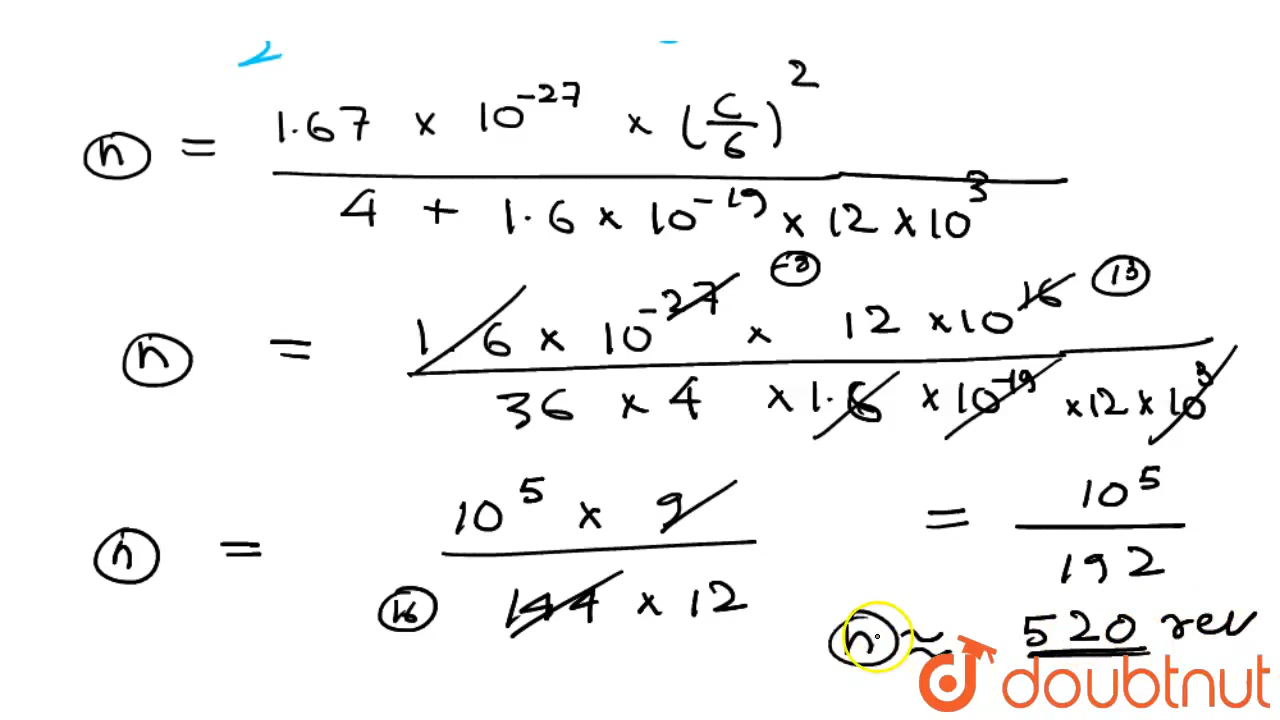 n = 1.67 × 10^-27 × (c/6)^2 / 4 + 1.6 × 10^-19 × 12 × 10^3
-8 13
n = 1.6 × 10^-27 × 12 × 10^16 / 36 × 4 × 1.6 × 10^-19 × 12 × 10^3
n = 10^5 × 9 / 144 × 12 = 10^5 / 192
16
n ≈ 520 rev
doubtnut